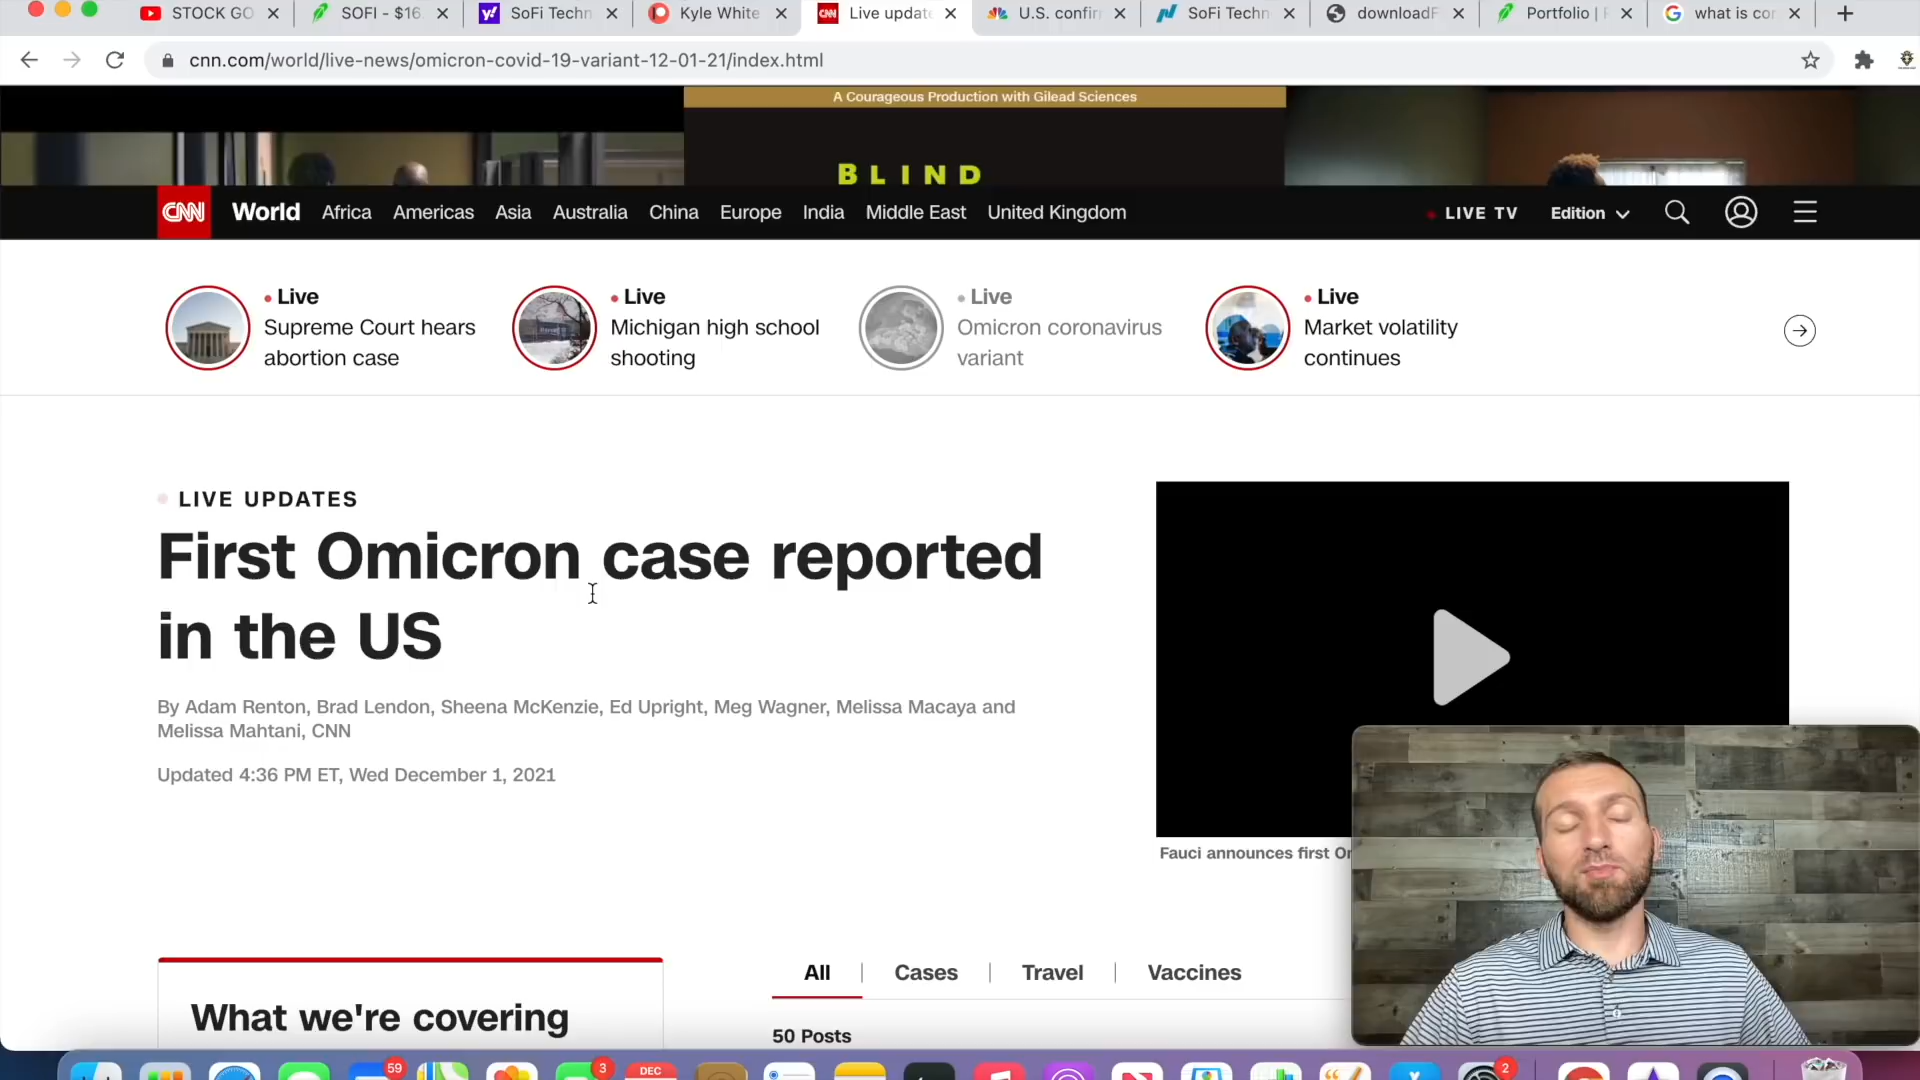 STOCK GO
SOFI - $16.
SoFi Techn
Kyle White
Live update
U.S. confir
SoFi Techn
downloadF
Portfolio |
what is cor
cnn.com/world/live-news/omicron-covid-19-variant-12-01-21/index.html
A Courageous Production with Gilead Sciences
BLIND
CNN World Africa Americas Asia Australia China Europe India Middle East United Kingdom LIVE TV Edition
Live
Supreme Court hears
abortion case
Live
Michigan high school
shooting
Live
Omicron coronavirus
variant
Live
Market volatility
continues
LIVE UPDATES
First Omicron case reported
in the US
By Adam Renton, Brad Lendon, Sheena McKenzie, Ed Upright, Meg Wagner, Melissa Macaya and
Melissa Mahtani, CNN
Updated 4:36 PM ET, Wed December 1, 2021
Fauci announces first
What we're covering
All Cases Travel Vaccines
50 Posts
59
3
DEC
2